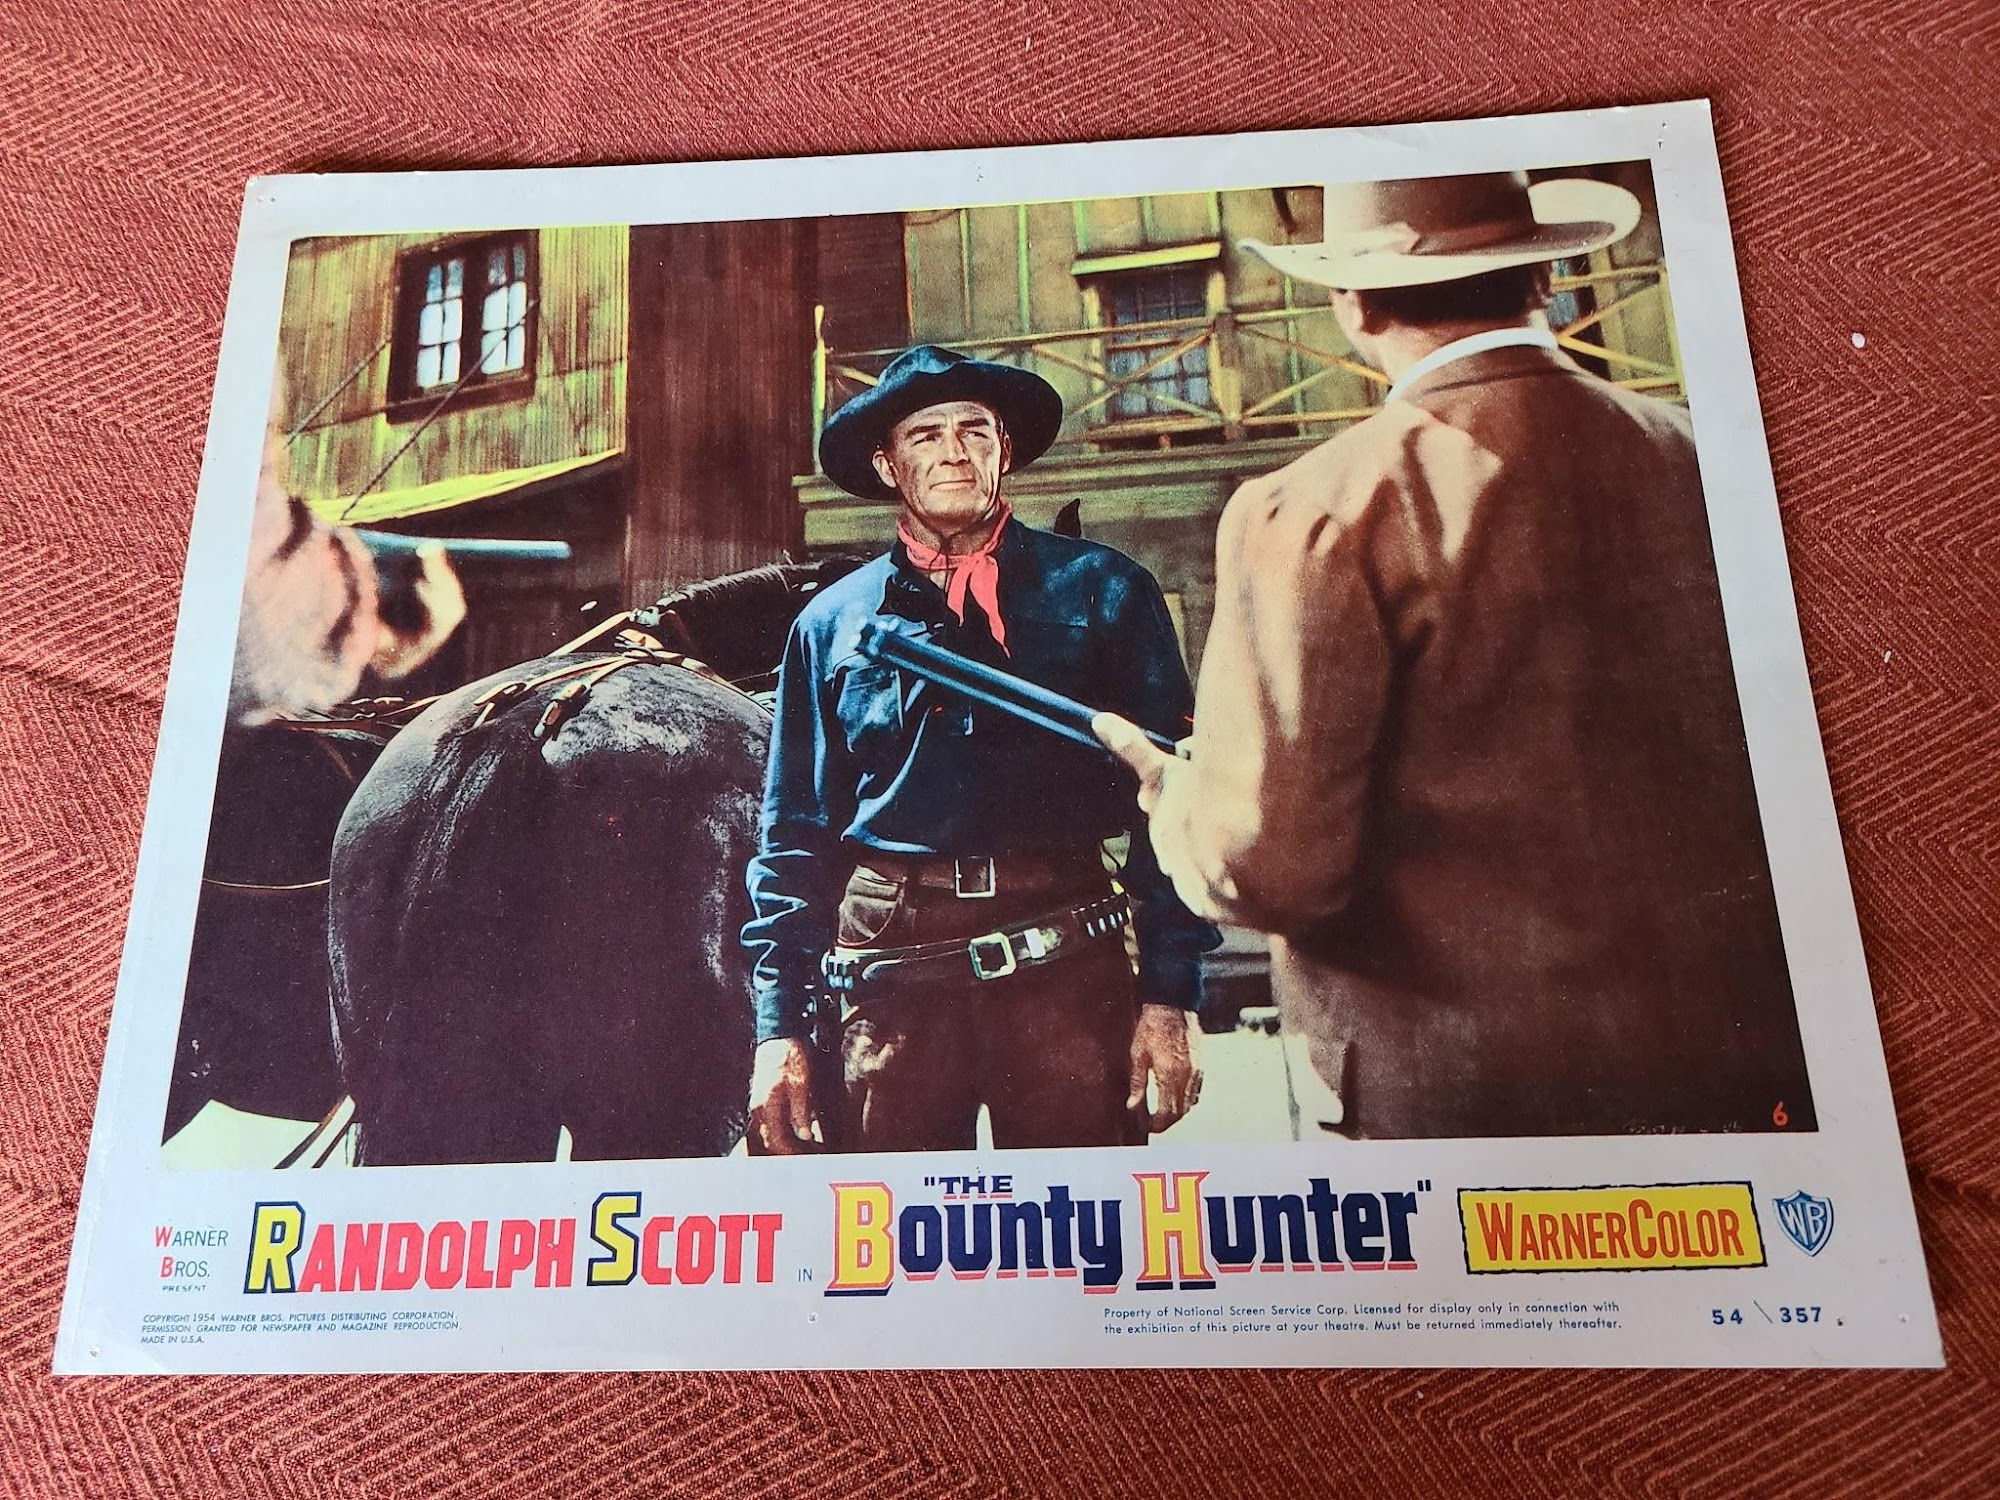 6
WARNER
BROS.
PRESENT
RANDOLPH SCOTT IN "THE BOUNTY HUNTER"
WARNERCOLOR
WB
COPYRIGHT 1954 WARNER BROS. PICTURES DISTRIBUTING CORPORATION.
PERMISSION GRANTED FOR NEWSPAPER AND MAGAZINE REPRODUCTION.
MADE IN U.S.A.
Property of National Screen Service Corp. Licensed for display only in connection with
the exhibition of this picture at your theatre. Must be returned immediately thereafter.
54 \ 357